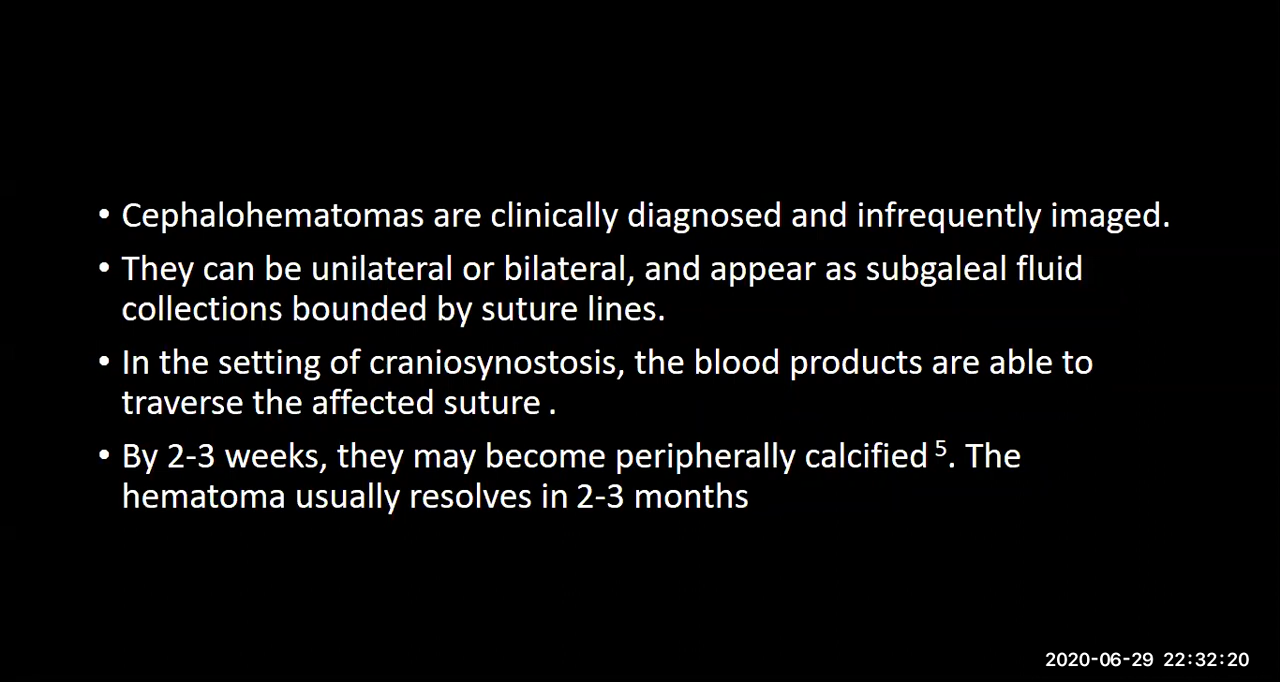 • Cephalohematomas are clinically diagnosed and infrequently imaged.
• They can be unilateral or bilateral, and appear as subgaleal fluid
collections bounded by suture lines.
• In the setting of craniosynostosis, the blood products are able to
traverse the affected suture .
• By 2-3 weeks, they may become peripherally calcified ⁵. The
hematoma usually resolves in 2-3 months
2020-06-29 22:32:20